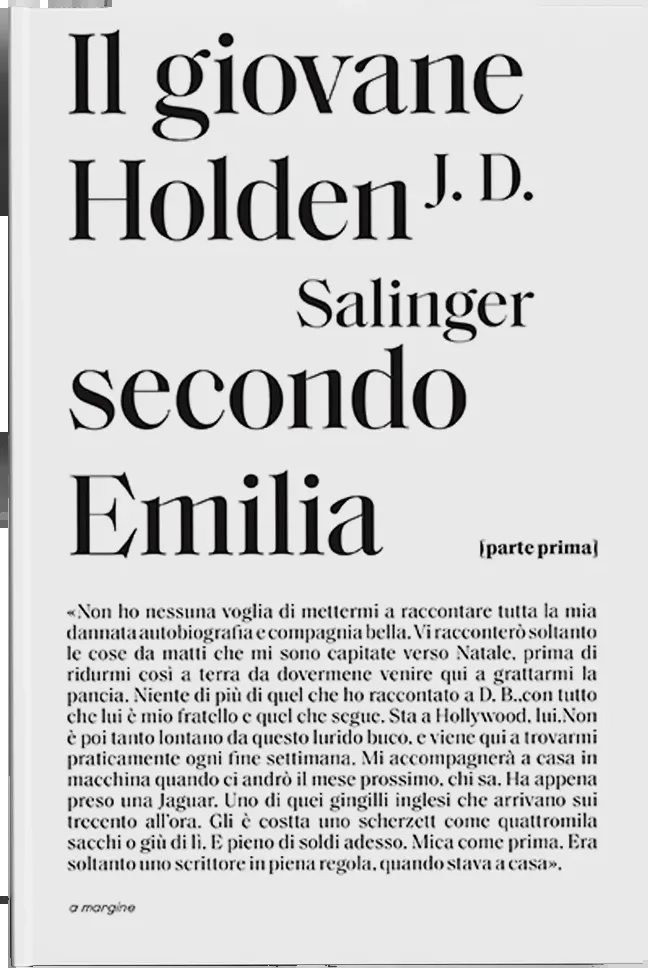 Il giovane
Holden J. D.
Salinger
secondo
Emilia
[parte prima]
«Non ho nessuna voglia di mettermi a raccontare tutta la mia
dannata autobiografia e compagnia bella. Vi racconterò soltanto
le cose da matti che mi sono capitate verso Natale, prima di
ridurmi così a terra da dovermene venire qui a grattarmi la
pancia. Niente di più di quel che ho raccontato a D. B.,con tutto
che lui è mio fratello e quel che segue. Sta a Hollywood, lui.Non
è poi tanto lontano da questo lurido buco, e viene qui a trovarmi
praticamente ogni fine settimana. Mi accompagnerà a casa in
macchina quando ci andrò il mese prossimo, chi sa. Ha appena
preso una Jaguar. Uno di quei gingilli inglesi che arrivano sui
trecento all'ora. Gli è costta uno scherzett come quattromila
sacchi o giù di lì. E pieno di soldi adesso. Mica come prima. Era
soltanto uno scrittore in piena regola, quando stava a casa».
a margine